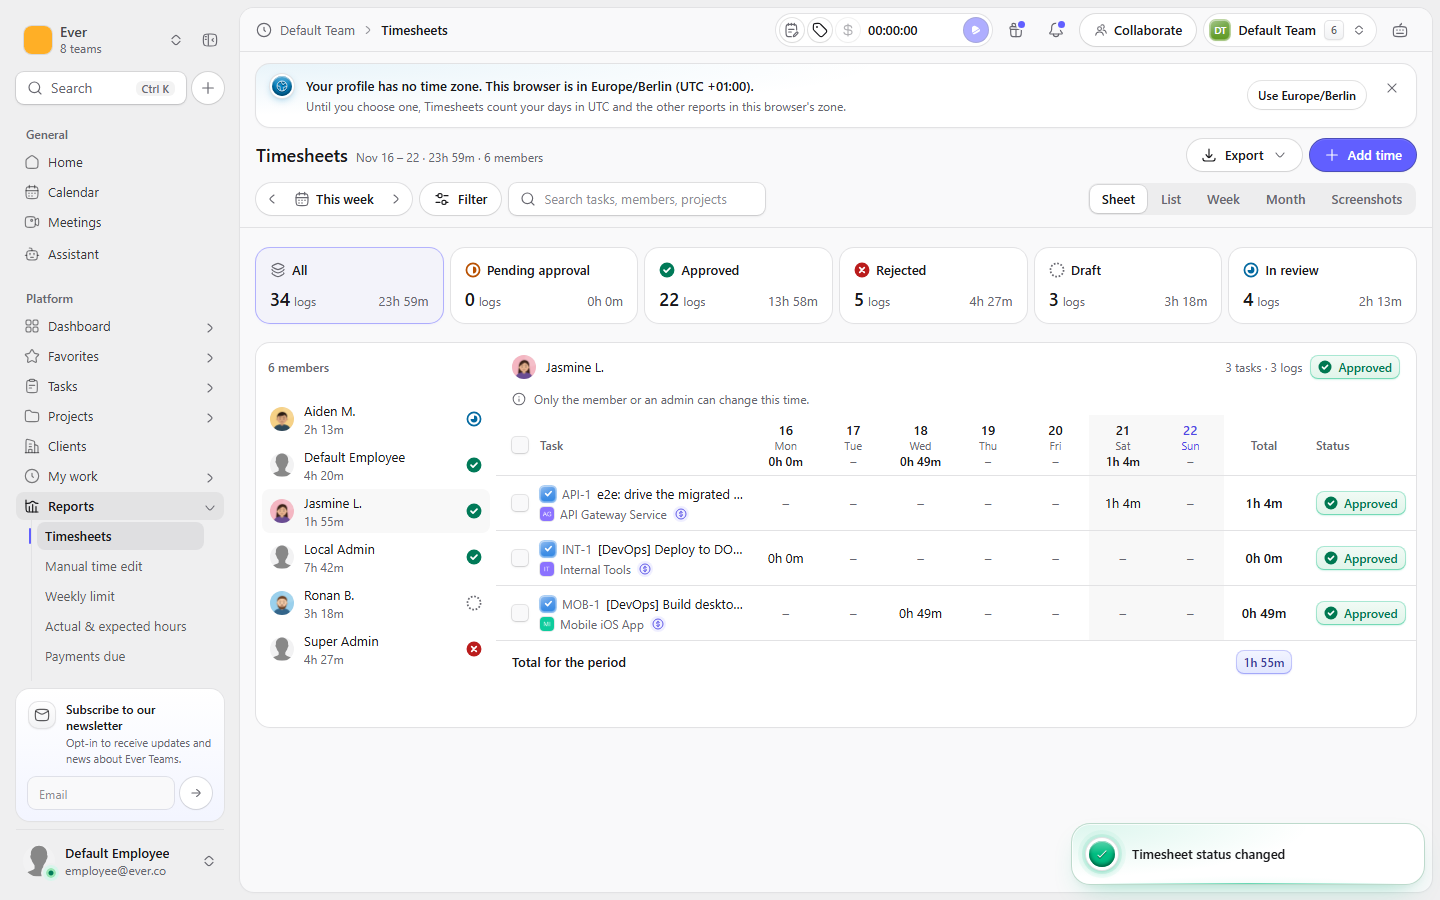 Ever
8 teams
Search
Ctrl K
General
Home
Calendar
Meetings
Assistant
Platform
Dashboard
Favorites
Tasks
Projects
Clients
My work
Reports
Timesheets
Manual time edit
Weekly limit
Actual & expected hours
Payments due
Subscribe to our
newsletter
Opt-in to receive updates and
news about Ever Teams.
Email
Default Employee
employee@ever.co
Default Team
Timesheets
00:00:00
Collaborate
DT
Default Team
6
Your profile has no time zone. This browser is in Europe/Berlin (UTC +01:00).
Until you choose one, Timesheets count your days in UTC and the other reports in this browser's zone.
Use Europe/Berlin
Timesheets
Nov 16 – 22 · 23h 59m · 6 members
Export
Add time
This week
Filter
Search tasks, members, projects
Sheet
List
Week
Month
Screenshots
All
34 logs
23h 59m
Pending approval
0 logs
0h 0m
Approved
22 logs
13h 58m
Rejected
5 logs
4h 27m
Draft
3 logs
3h 18m
In review
4 logs
2h 13m
6 members
Aiden M.
2h 13m
Default Employee
4h 20m
Jasmine L.
1h 55m
Local Admin
7h 42m
Ronan B.
3h 18m
Super Admin
4h 27m
Jasmine L.
3 tasks · 3 logs
Approved
Only the member or an admin can change this time.
Task
16 Mon 0h 0m
17 Tue –
18 Wed 0h 49m
19 Thu –
20 Fri –
21 Sat 1h 4m
22 Sun –
Total
Status
API-1 e2e: drive the migrated ...
AG API Gateway Service
– – – – – 1h 4m – 1h 4m Approved
INT-1 [DevOps] Deploy to DO...
IT Internal Tools
0h 0m – – – – – – 0h 0m Approved
MOB-1 [DevOps] Build deskto...
MI Mobile iOS App
– – 0h 49m – – – – 0h 49m Approved
Total for the period
1h 55m
Timesheet status changed